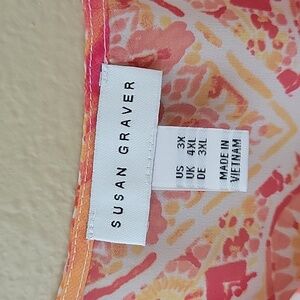 SUSAN GRAVER
US 3X
UK 4XL
DE 3XL
MADE IN
VIETNAM